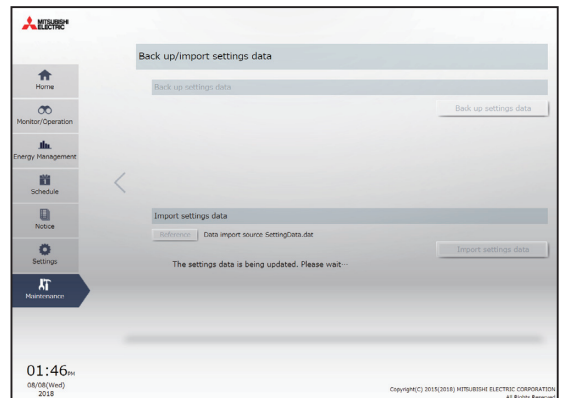 MITSUBISHI
ELECTRIC
Back up/import settings data
Home
Monitor/Operation
Energy Management
Schedule
Notice
Settings
Maintenance
Back up settings data
Back up settings data
Import settings data
Reference Data import source SettingData.dat
Import settings data
The settings data is being updated. Please wait···
01:46PM
08/08(Wed)
2018
Copyright(C) 2015(2018) MITSUBISHI ELECTRIC CORPORATION
All Rights Reserved